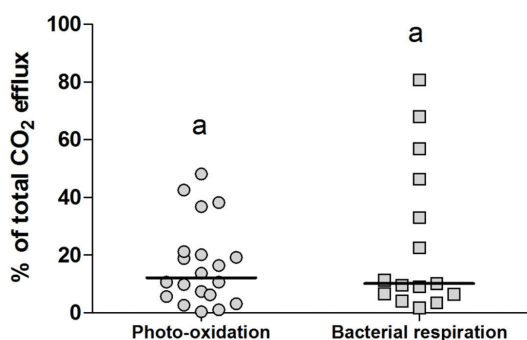 % of total CO₂ efflux
100
80
60
40
20
0
a
a
Photo-oxidation
Bacterial respiration